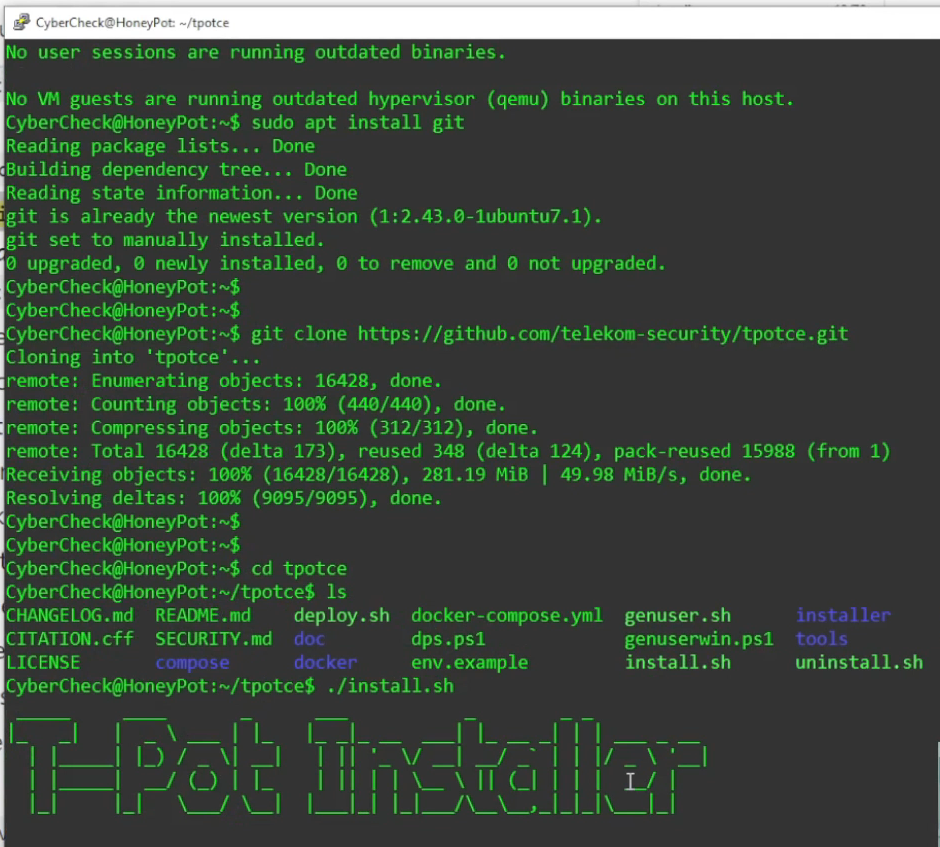 CyberCheck@HoneyPot: ~/tpotce
No user sessions are running outdated binaries.
No VM guests are running outdated hypervisor (qemu) binaries on this host.
CyberCheck@HoneyPot:~$ sudo apt install git
Reading package lists... Done
Building dependency tree... Done
Reading state information... Done
git is already the newest version (1:2.43.0-1ubuntu7.1).
git set to manually installed.
0 upgraded, 0 newly installed, 0 to remove and 0 not upgraded.
CyberCheck@HoneyPot:~$
CyberCheck@HoneyPot:~$
CyberCheck@HoneyPot:~$ git clone https://github.com/telekom-security/tpotce.git
Cloning into 'tpotce'...
remote: Enumerating objects: 16428, done.
remote: Counting objects: 100% (440/440), done.
remote: Compressing objects: 100% (312/312), done.
remote: Total 16428 (delta 173), reused 348 (delta 124), pack-reused 15988 (from 1)
Receiving objects: 100% (16428/16428), 281.19 MiB | 49.98 MiB/s, done.
Resolving deltas: 100% (9095/9095), done.
CyberCheck@HoneyPot:~$
CyberCheck@HoneyPot:~$
CyberCheck@HoneyPot:~$ cd tpotce
CyberCheck@HoneyPot:~/tpotce$ ls
CHANGELOG.md README.md deploy.sh docker-compose.yml genuser.sh installer
CITATION.cff SECURITY.md doc dps.ps1 genuserwin.ps1 tools
LICENSE compose docker env.example install.sh uninstall.sh
CyberCheck@HoneyPot:~/tpotce$ ./install.sh
T-Pot Installer